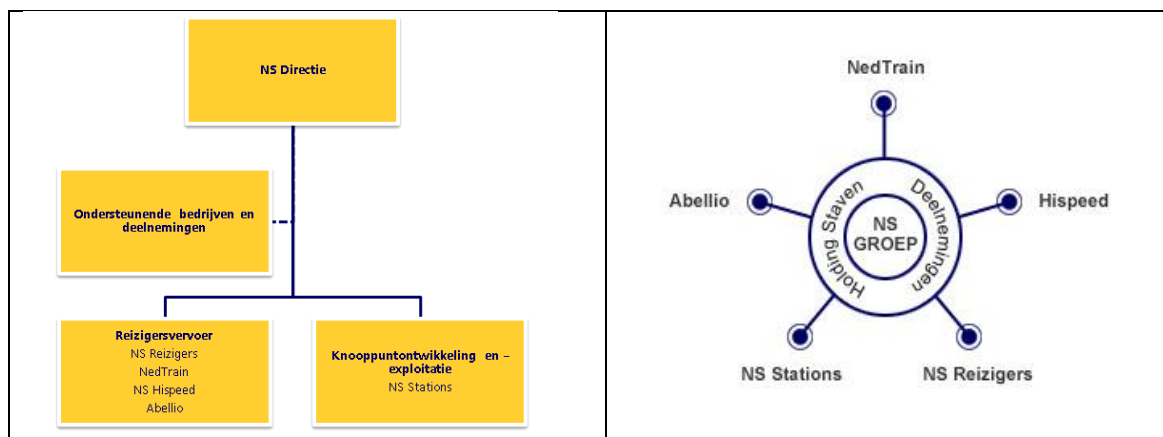 NS Directie
Ondersteunende bedrijven en
deelnemingen
Reizigersvervoer
NS Reizigers
NedTrain
NS Hispeed
Abellio
Knooppuntontwikkeling en –
exploitatie
NS Stations
NedTrain
Abellio
Hispeed
Holding Staven
Deelnemingen
NS
GROEP
NS Stations
NS Reizigers